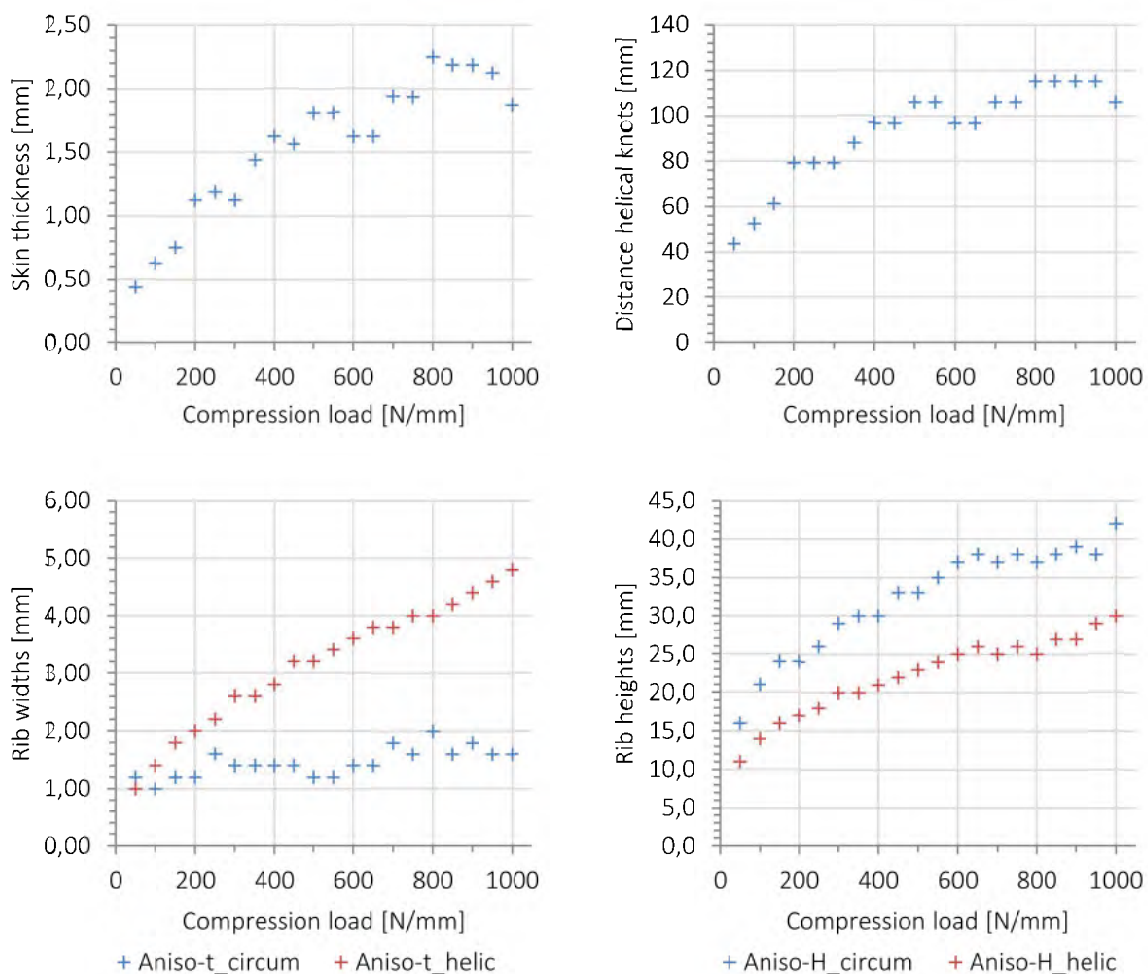 2,50
2,00
1,50
1,00
0,50
0,00
Skin thickness [mm]
0 200 400 600 800 1000
Compression load [N/mm]
140
120
100
80
60
40
20
0
Distance helical knots [mm]
0 200 400 600 800 1000
Compression load [N/mm]
6,00
5,00
4,00
3,00
2,00
1,00
0,00
Rib widths [mm]
0 200 400 600 800 1000
Compression load [N/mm]
Aniso-t_circum Aniso-t_helic
45,0
40,0
35,0
30,0
25,0
20,0
15,0
10,0
5,0
0,0
Rib heights [mm]
0 200 400 600 800 1000
Compression load [N/mm]
Aniso-H_circum Aniso-H_helic